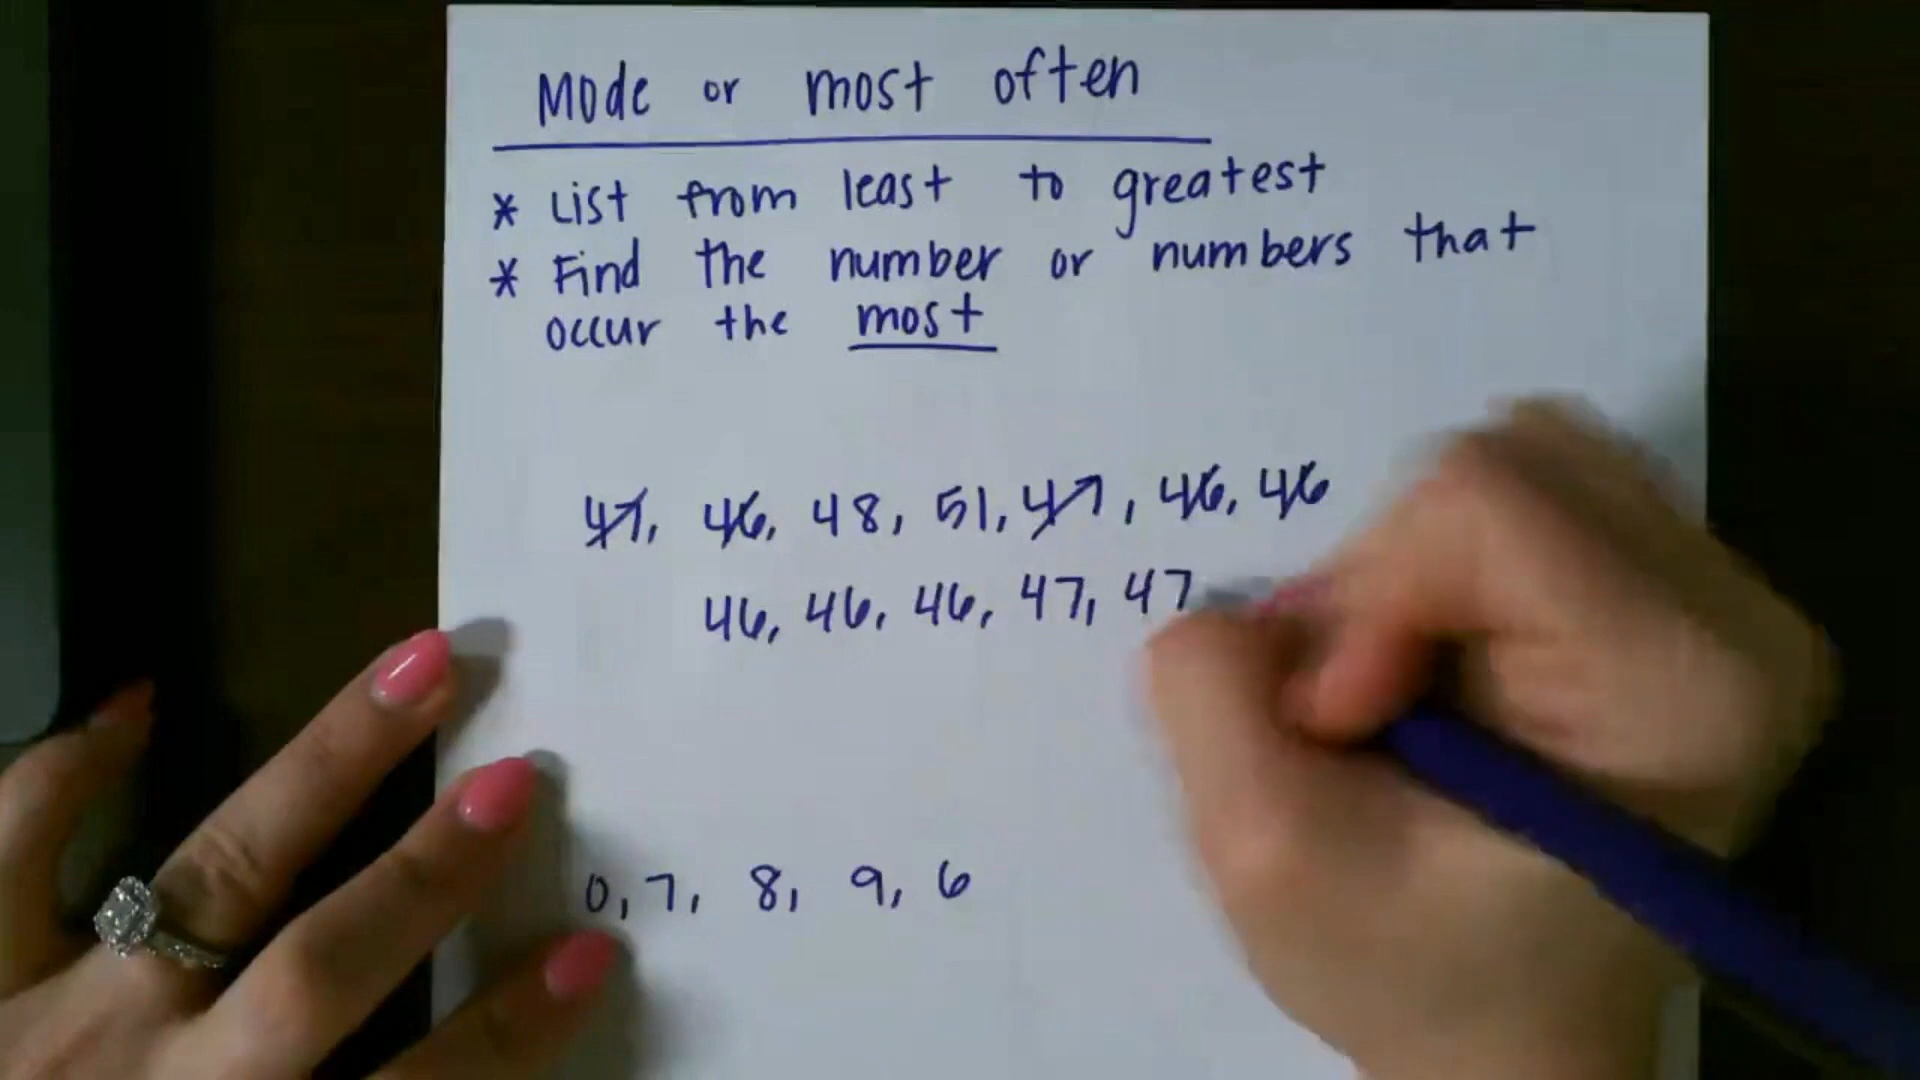 Mode or most often
* List from least to greatest
* Find the number or numbers that
occur the most
47, 46, 48, 51, 47, 46, 46
46, 46, 46, 47, 47
0, 7, 8, 9, 6